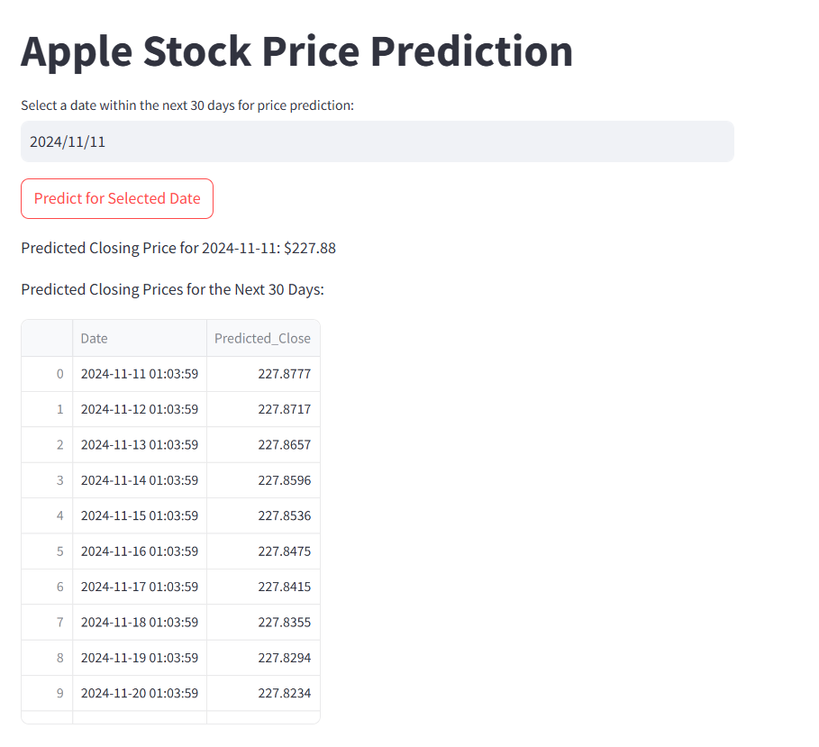 Apple Stock Price Prediction
Select a date within the next 30 days for price prediction:
2024/11/11
Predict for Selected Date
Predicted Closing Price for 2024-11-11: $227.88
Predicted Closing Prices for the Next 30 Days:
Date Predicted_Close
0 2024-11-11 01:03:59 227.8777
1 2024-11-12 01:03:59 227.8717
2 2024-11-13 01:03:59 227.8657
3 2024-11-14 01:03:59 227.8596
4 2024-11-15 01:03:59 227.8536
5 2024-11-16 01:03:59 227.8475
6 2024-11-17 01:03:59 227.8415
7 2024-11-18 01:03:59 227.8355
8 2024-11-19 01:03:59 227.8294
9 2024-11-20 01:03:59 227.8234